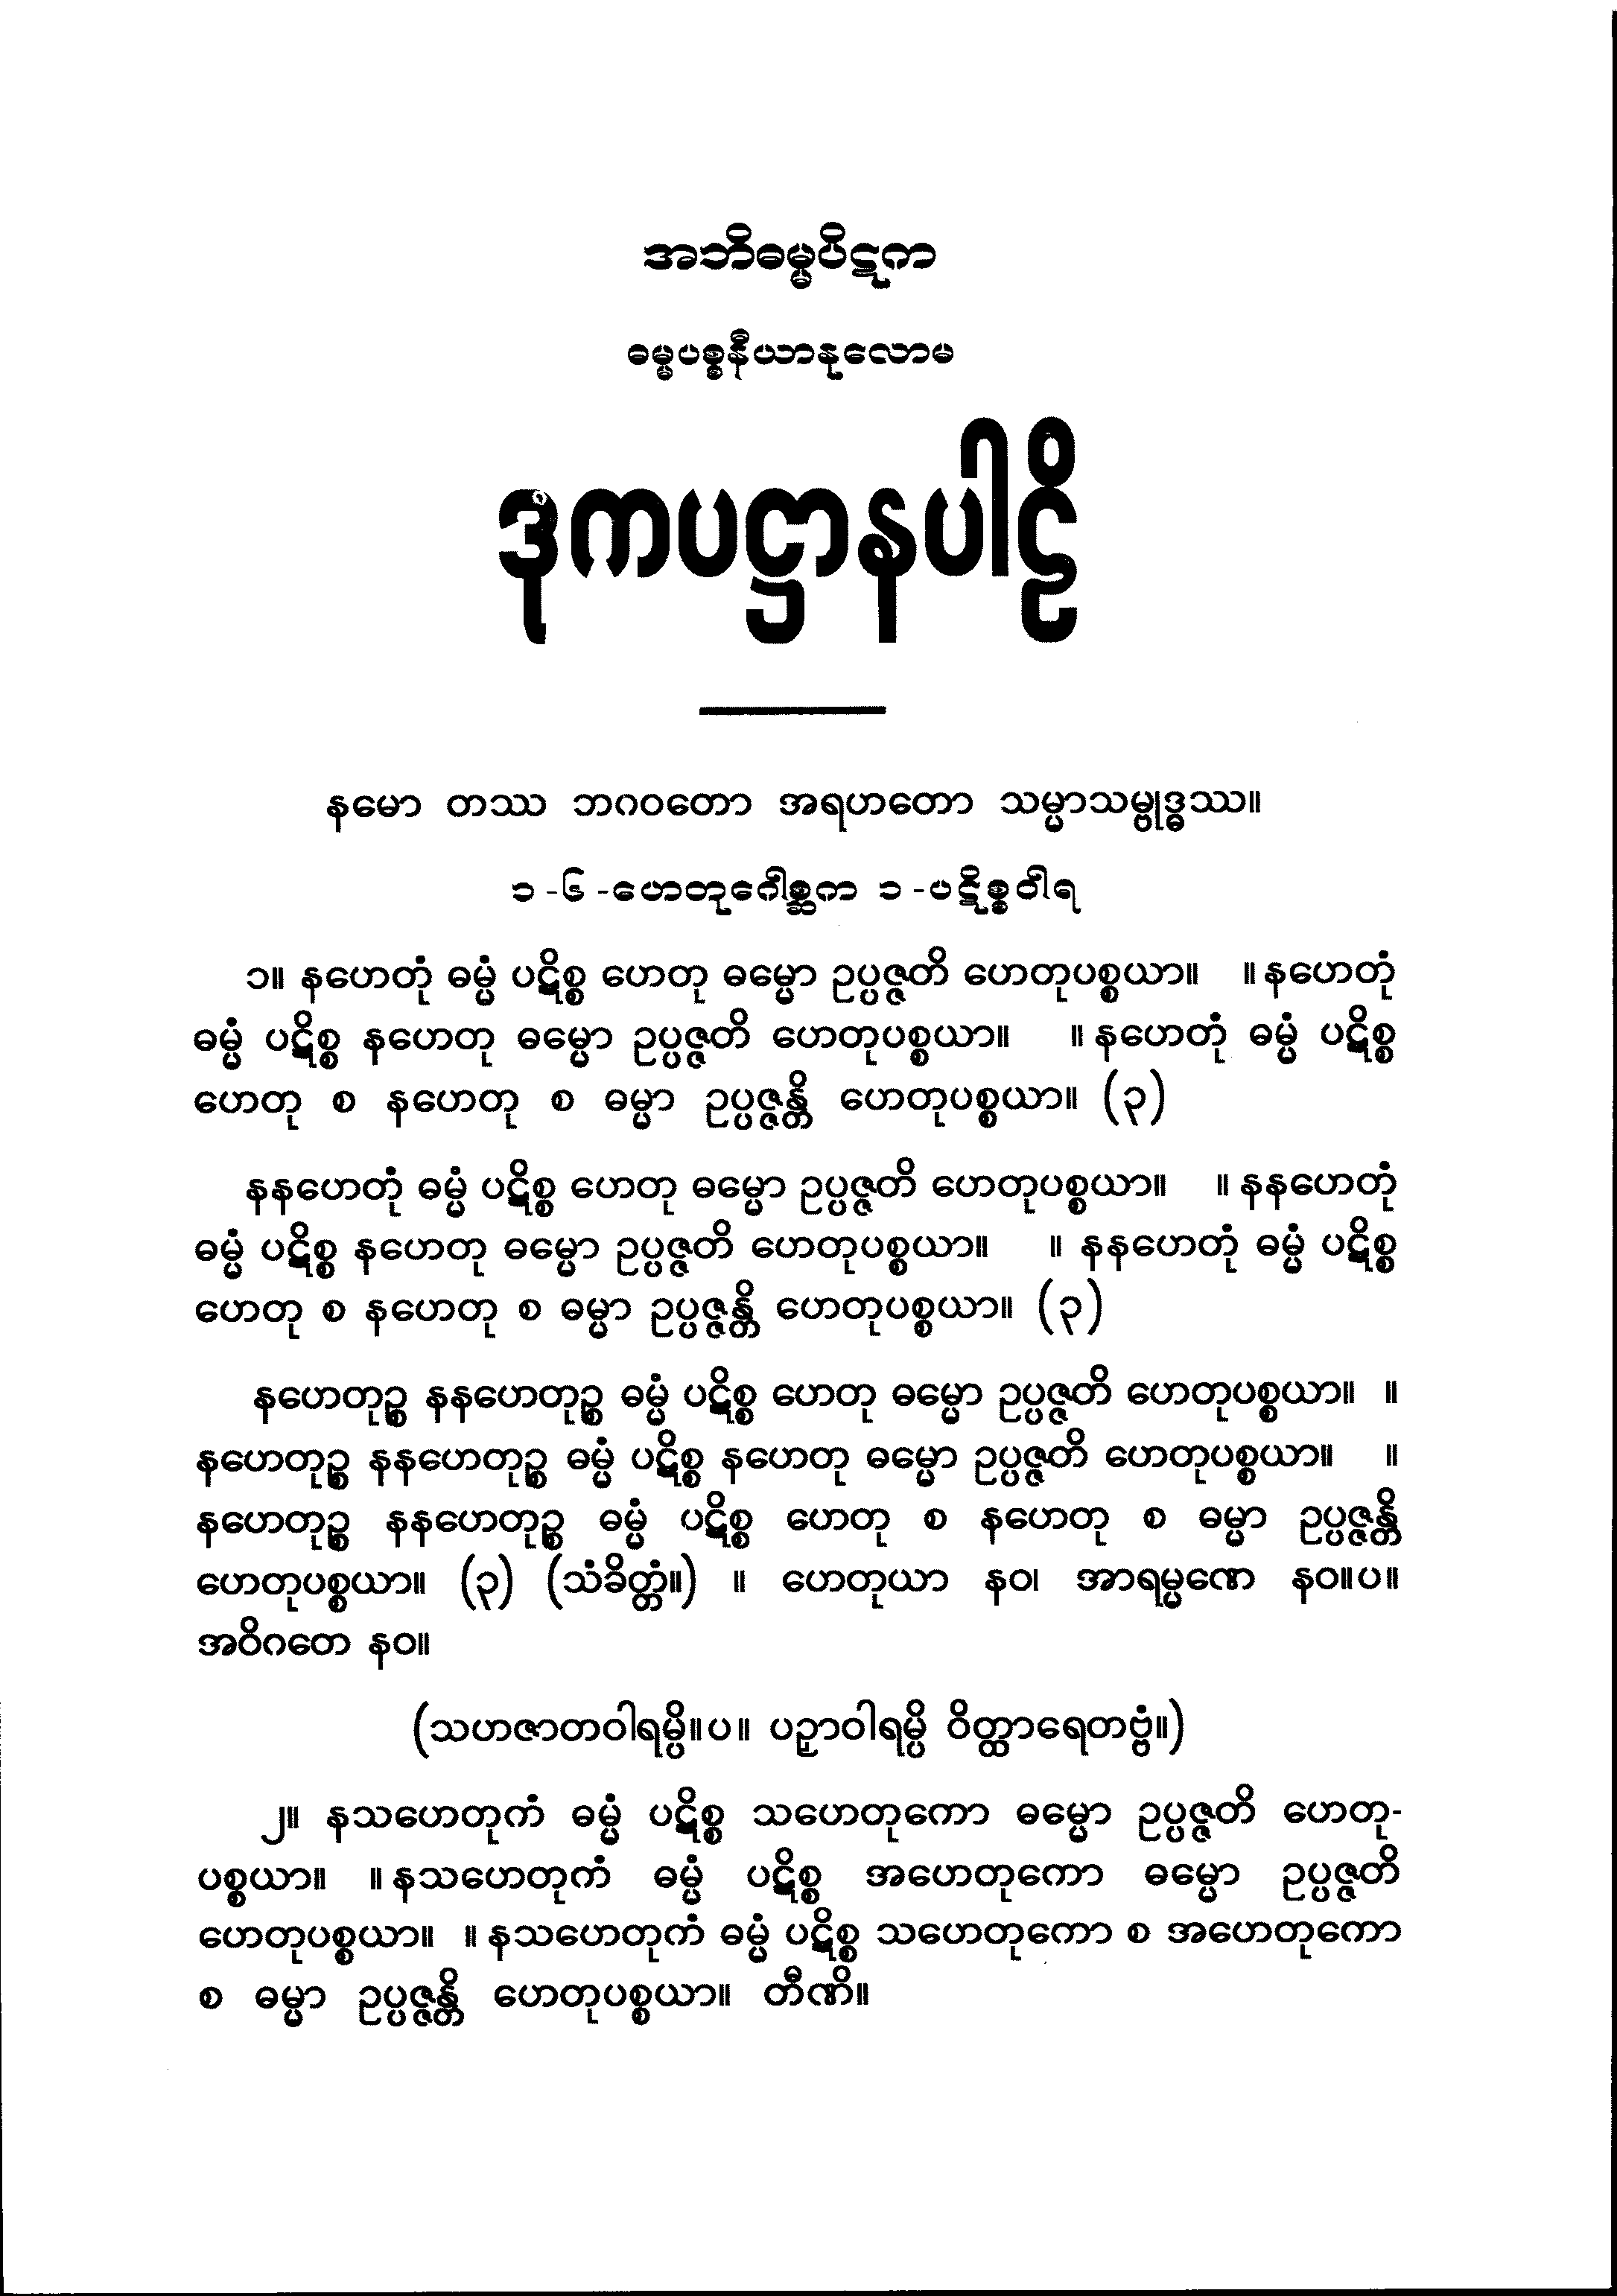 အဘိဓမ္မပိဋက
ဓမ္မပစ္စနီယာနုလောမ
ဒုကပဋ္ဌာနပါဠိ
နမော တဿ ဘဂဝတော အရဟတော သမ္မာသမ္ဗုဒ္ဓဿ။
၁-၆-ဟေတုဂေါစ္ဆက ၁-ပဋိစ္စဝါရ
၁။ နဟေတုံ ဓမ္မံ ပဋိစ္စ ဟေတု ဓမ္မော ဥပ္ပဇ္ဇတိ ဟေတုပစ္စယာ။ ။ နဟေတုံ
ဓမ္မံ ပဋိစ္စ နဟေတု ဓမ္မော ဥပ္ပဇ္ဇတိ ဟေတုပစ္စယာ။ ။ နဟေတုံ ဓမ္မံ ပဋိစ္စ
ဟေတု စ နဟေတု စ ဓမ္မာ ဥပ္ပဇ္ဇန္တိ ဟေတုပစ္စယာ။ (၃)
နနဟေတုံ ဓမ္မံ ပဋိစ္စ ဟေတု ဓမ္မော ဥပ္ပဇ္ဇတိ ဟေတုပစ္စယာ။ ။ နနဟေတုံ
ဓမ္မံ ပဋိစ္စ နဟေတု ဓမ္မော ဥပ္ပဇ္ဇတိ ဟေတုပစ္စယာ။ ။ နနဟေတုံ ဓမ္မံ ပဋိစ္စ
ဟေတု စ နဟေတု စ ဓမ္မာ ဥပ္ပဇ္ဇန္တိ ဟေတုပစ္စယာ။ (၃)
နဟေတုဉ္စ နနဟေတုဉ္စ ဓမ္မံ ပဋိစ္စ ဟေတု ဓမ္မော ဥပ္ပဇ္ဇတိ ဟေတုပစ္စယာ။ ။
နဟေတုဉ္စ နနဟေတုဉ္စ ဓမ္မံ ပဋိစ္စ နဟေတု ဓမ္မော ဥပ္ပဇ္ဇတိ ဟေတုပစ္စယာ။ ။
နဟေတုဉ္စ နနဟေတုဉ္စ ဓမ္မံ ပဋိစ္စ ဟေတု စ နဟေတု စ ဓမ္မာ ဥပ္ပဇ္ဇန္တိ
ဟေတုပစ္စယာ။ (၃) (သံခိတ္တံ။) ။ ဟေတုယာ နဝ၊ အာရမ္မဏေ နဝ။ပ။
အဝိဂတေ နဝ။
(သဟဇာတဝါရမ္ပိ။ပ။ ပဉှာဝါရမ္ပိ ဝိတ္ထာရေတဗ္ဗံ။)
၂။ နသဟေတုကံ ဓမ္မံ ပဋိစ္စ သဟေတုကော ဓမ္မော ဥပ္ပဇ္ဇတိ ဟေတု-
ပစ္စယာ။ ။ နသဟေတုကံ ဓမ္မံ ပဋိစ္စ အဟေတုကော ဓမ္မော ဥပ္ပဇ္ဇတိ
ဟေတုပစ္စယာ။ ။ နသဟေတုကံ ဓမ္မံ ပဋိစ္စ သဟေတုကော စ အဟေတုကော
စ ဓမ္မာ ဥပ္ပဇ္ဇန္တိ ဟေတုပစ္စယာ။ တီဏိ။